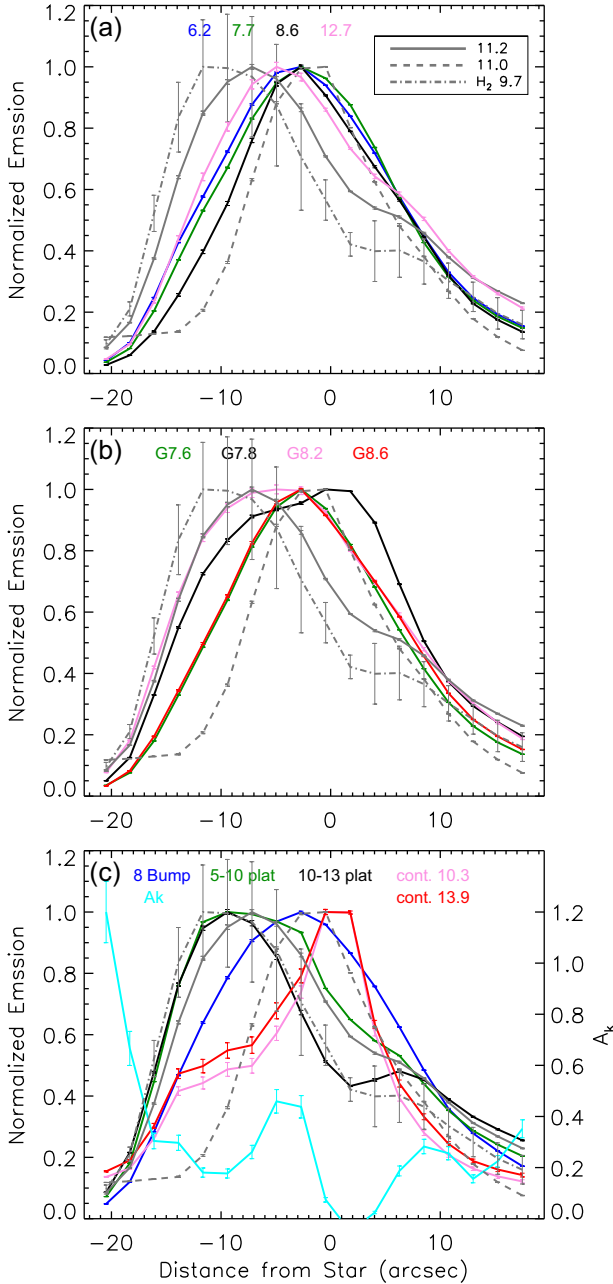 (a)
6.2 7.7 8.6 12.7
11.2
11.0
H₂ 9.7
1.2
1.0
0.8
0.6
0.4
0.2
0.0
Normalized Emssion
−20 −10 0 10
(b)
G7.6 G7.8 G8.2 G8.6
1.2
1.0
0.8
0.6
0.4
0.2
0.0
Normalized Emssion
−20 −10 0 10
(c)
8 Bump 5-10 plat 10-13 plat cont. 10.3
Ak cont. 13.9
1.2
1.0
0.8
0.6
0.4
0.2
0.0
Normalized Emssion
1.2
1.0
0.8
0.6
0.4
0.2
0.0
Aₖ
−20 −10 0 10
Distance from Star (arcsec)